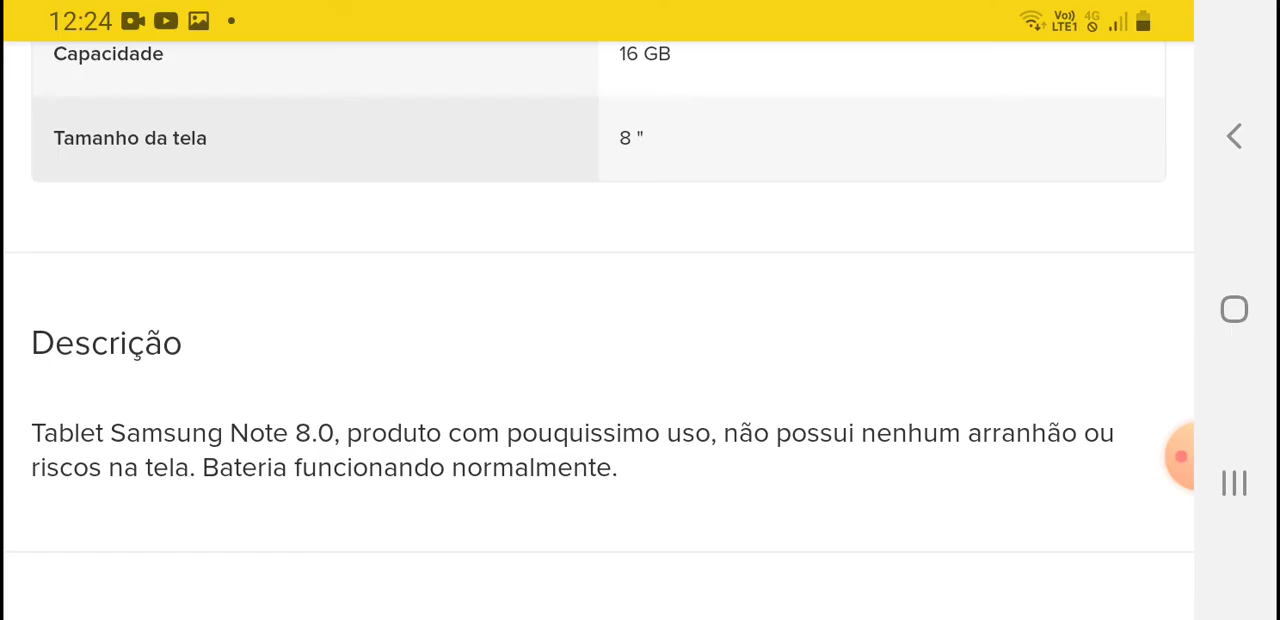 12:24 Vo)) 4G
LTE1
Capacidade 16 GB
Tamanho da tela 8 "
Descrição
Tablet Samsung Note 8.0, produto com pouquissimo uso, não possui nenhum arranhão ou
riscos na tela. Bateria funcionando normalmente.